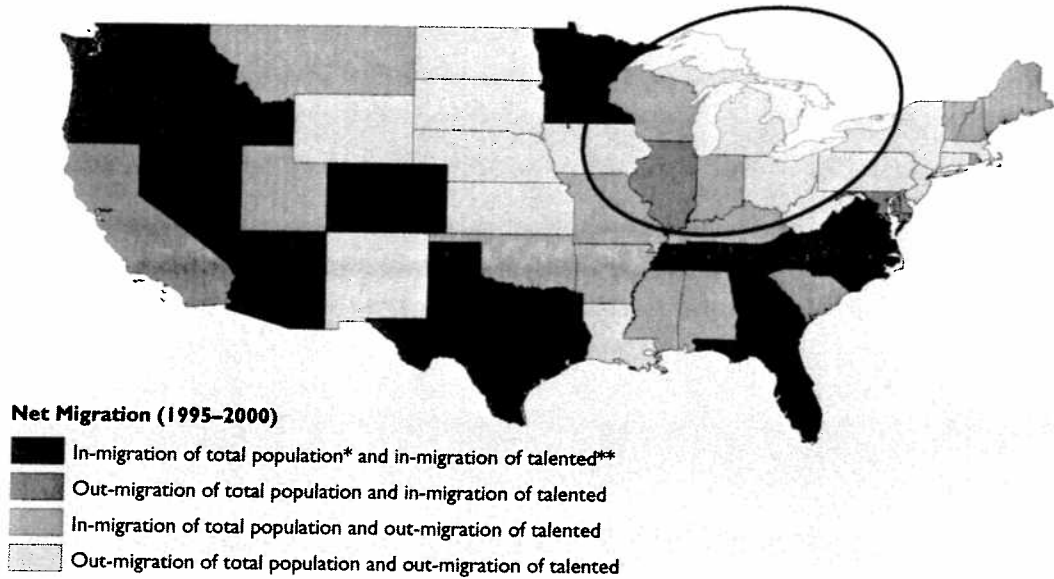 Net Migration (1995–2000)
In-migration of total population* and in-migration of talented**
Out-migration of total population and in-migration of talented
In-migration of total population and out-migration of talented
Out-migration of total population and out-migration of talented